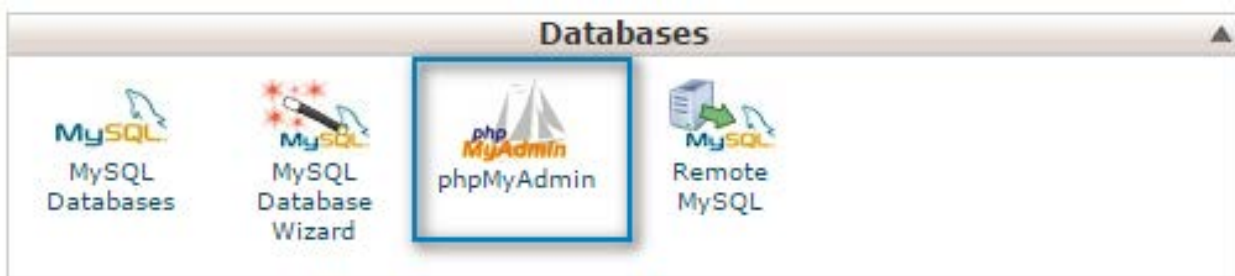 Databases
MySQL
MySQL
Databases
MySQL
MySQL
Database
Wizard
php
MyAdmin
phpMyAdmin
MySQL
Remote
MySQL